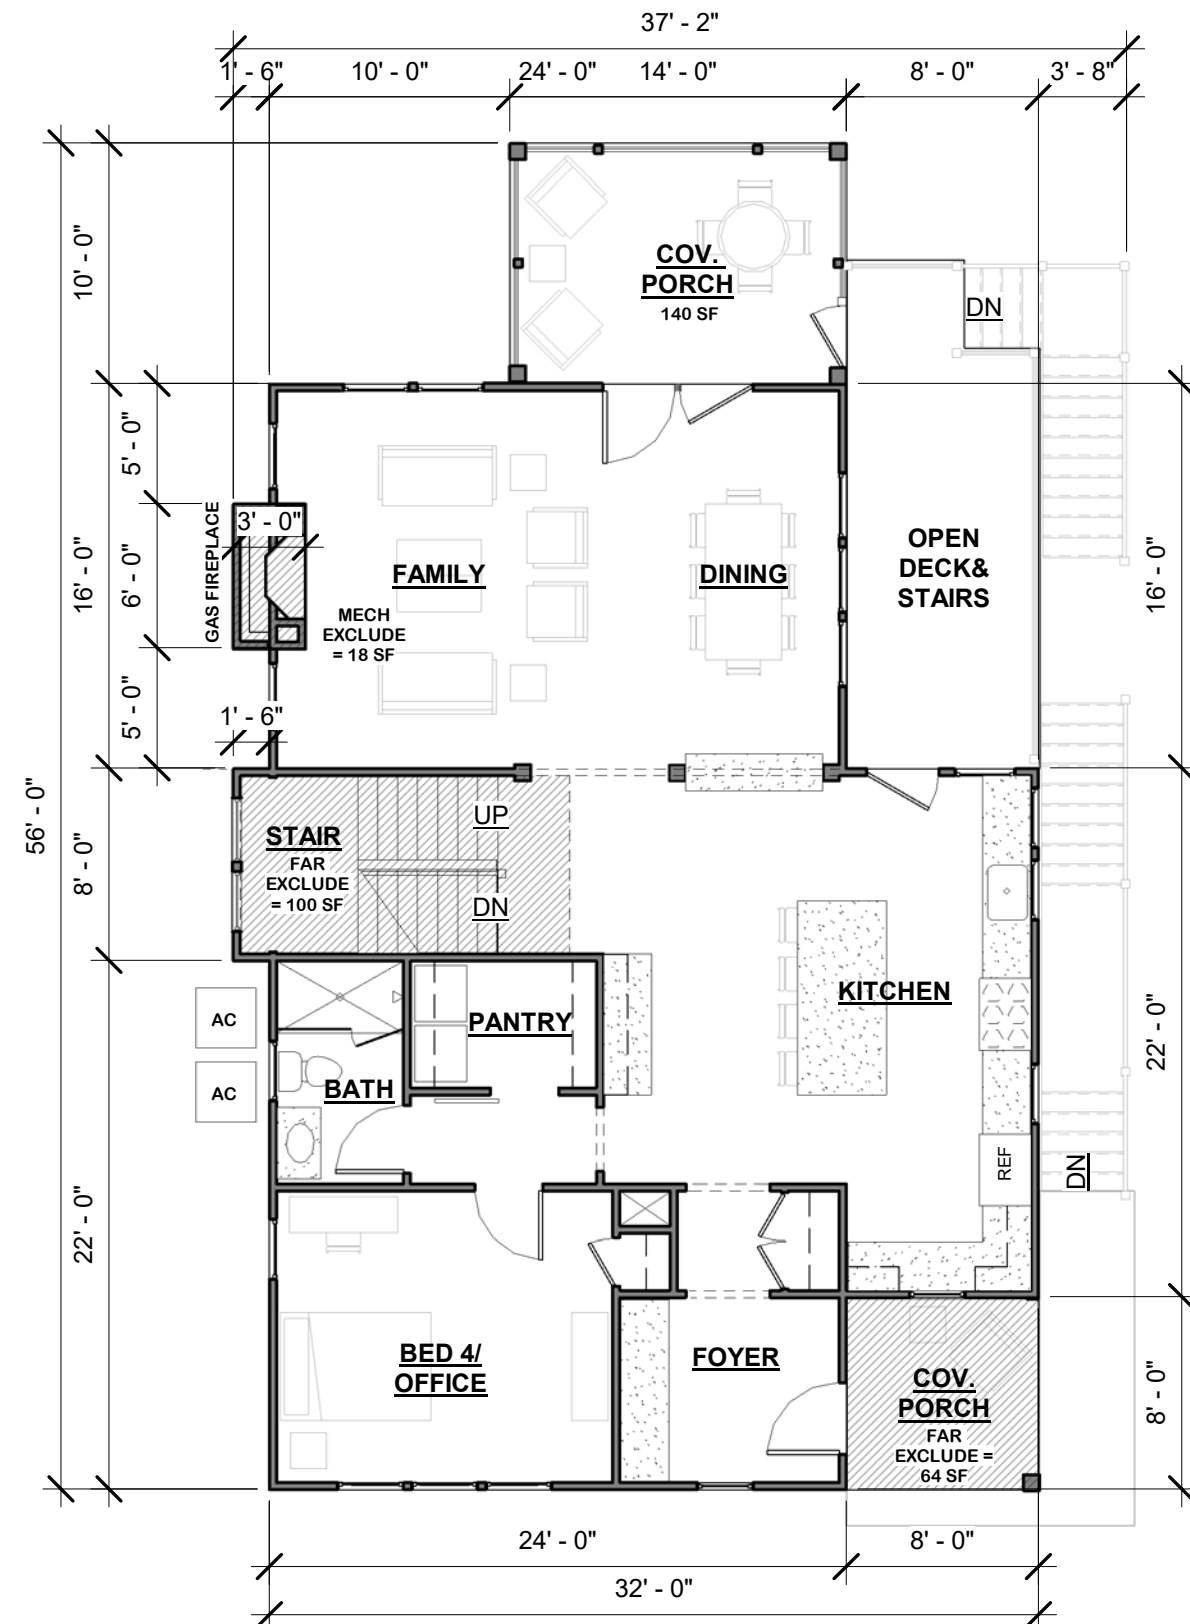 37' - 2"
1' - 6"
10' - 0"
24' - 0"
14' - 0"
8' - 0"
3' - 8"
56' - 0"
10' - 0"
16' - 0"
8' - 0"
22' - 0"
5' - 0"
6' - 0"
5' - 0"
COV.
PORCH
140 SF
DN
GAS FIREPLACE
3' - 0"
FAMILY
MECH
EXCLUDE
= 18 SF
DINING
OPEN
DECK&
STAIRS
16' - 0"
1' - 6"
STAIR
FAR
EXCLUDE
= 100 SF
UP
DN
KITCHEN
AC
AC
PANTRY
BATH
REF
DN
22' - 0"
BED 4/
OFFICE
FOYER
COV.
PORCH
FAR
EXCLUDE =
64 SF
8' - 0"
24' - 0"
8' - 0"
32' - 0"